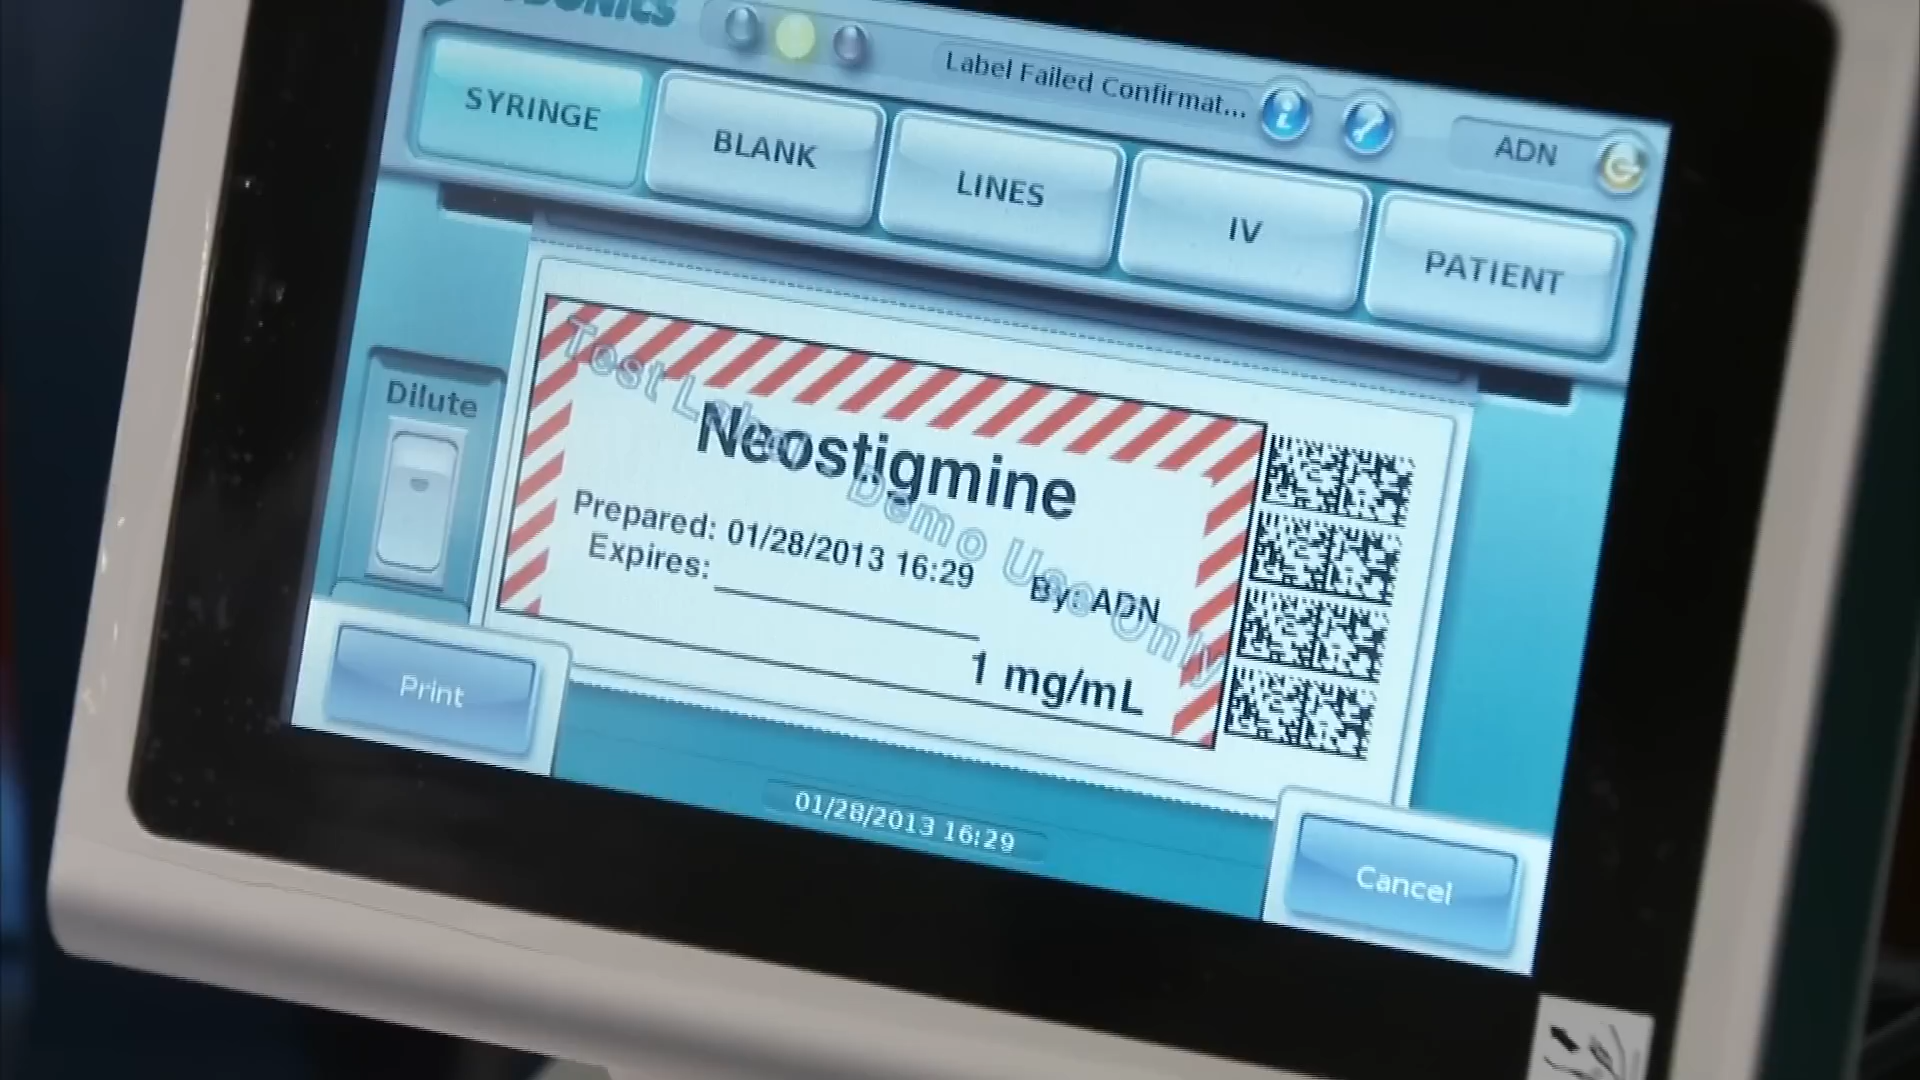 Label Failed Confirmat...
ADN
SYRINGE
BLANK
LINES
IV
PATIENT
Dilute
Test Label - Demo Use Only
Neostigmine
Prepared: 01/28/2013 16:29
By: ADN
Expires:
1 mg/mL
Print
01/28/2013 16:29
Cancel